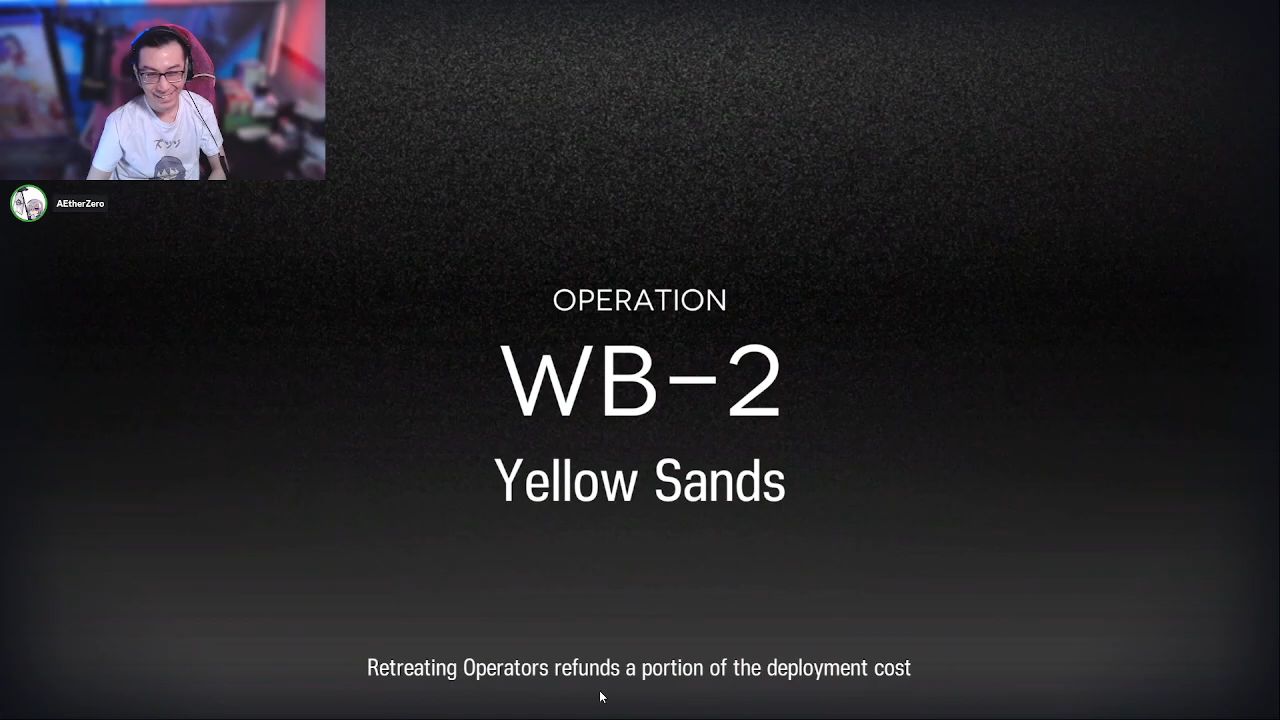 AEtherZero
OPERATION
WB-2
Yellow Sands
Retreating Operators refunds a portion of the deployment cost